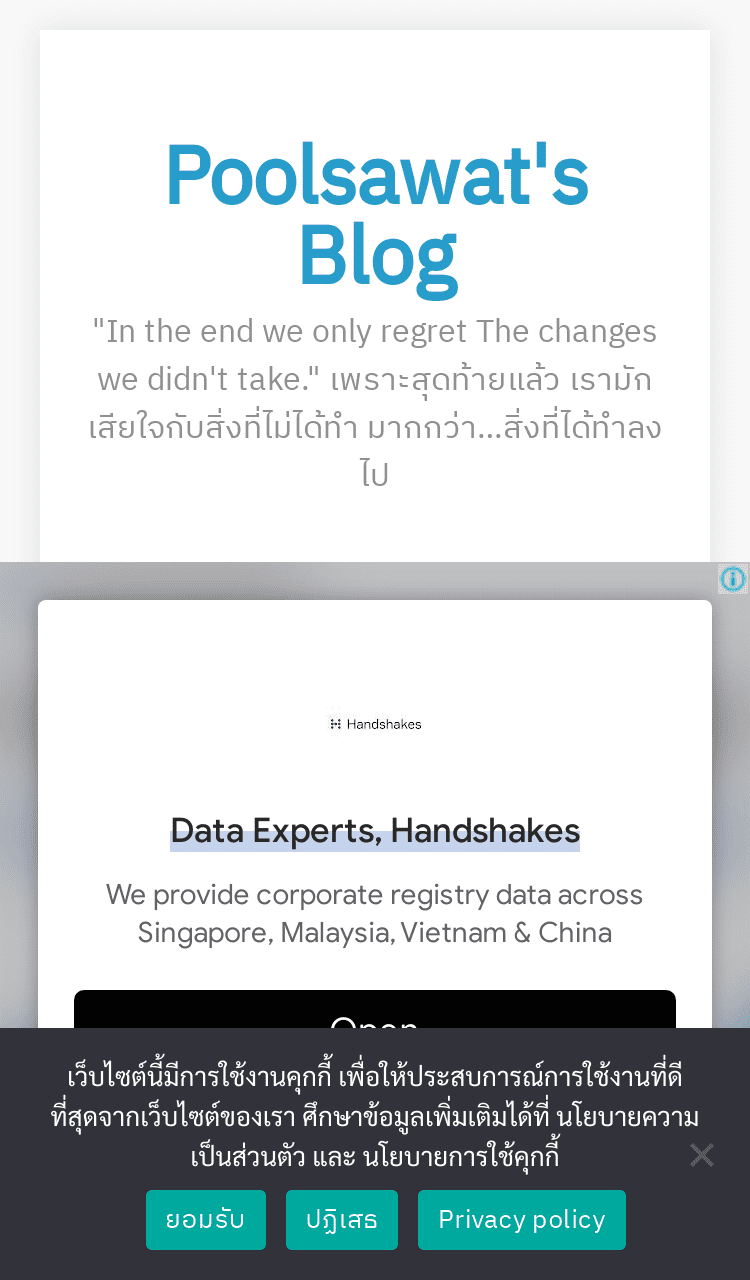 Poolsawat's
Blog
"In the end we only regret The changes
we didn't take." เพราะสุดท้ายแล้ว เรามัก
เสียใจกับสิ่งที่ไม่ได้ทำ มากกว่า...สิ่งที่ได้ทำลง
ไป
Handshakes
Data Experts, Handshakes
We provide corporate registry data across
Singapore, Malaysia, Vietnam & China
Open
เว็บไซต์นี้มีการใช้งานคุกกี้ เพื่อให้ประสบการณ์การใช้งานที่ดี
ที่สุดจากเว็บไซต์ของเรา ศึกษาข้อมูลเพิ่มเติมได้ที่ นโยบายความ
เป็นส่วนตัว และ นโยบายการใช้คุกกี้
ยอมรับ ปฏิเสธ Privacy policy